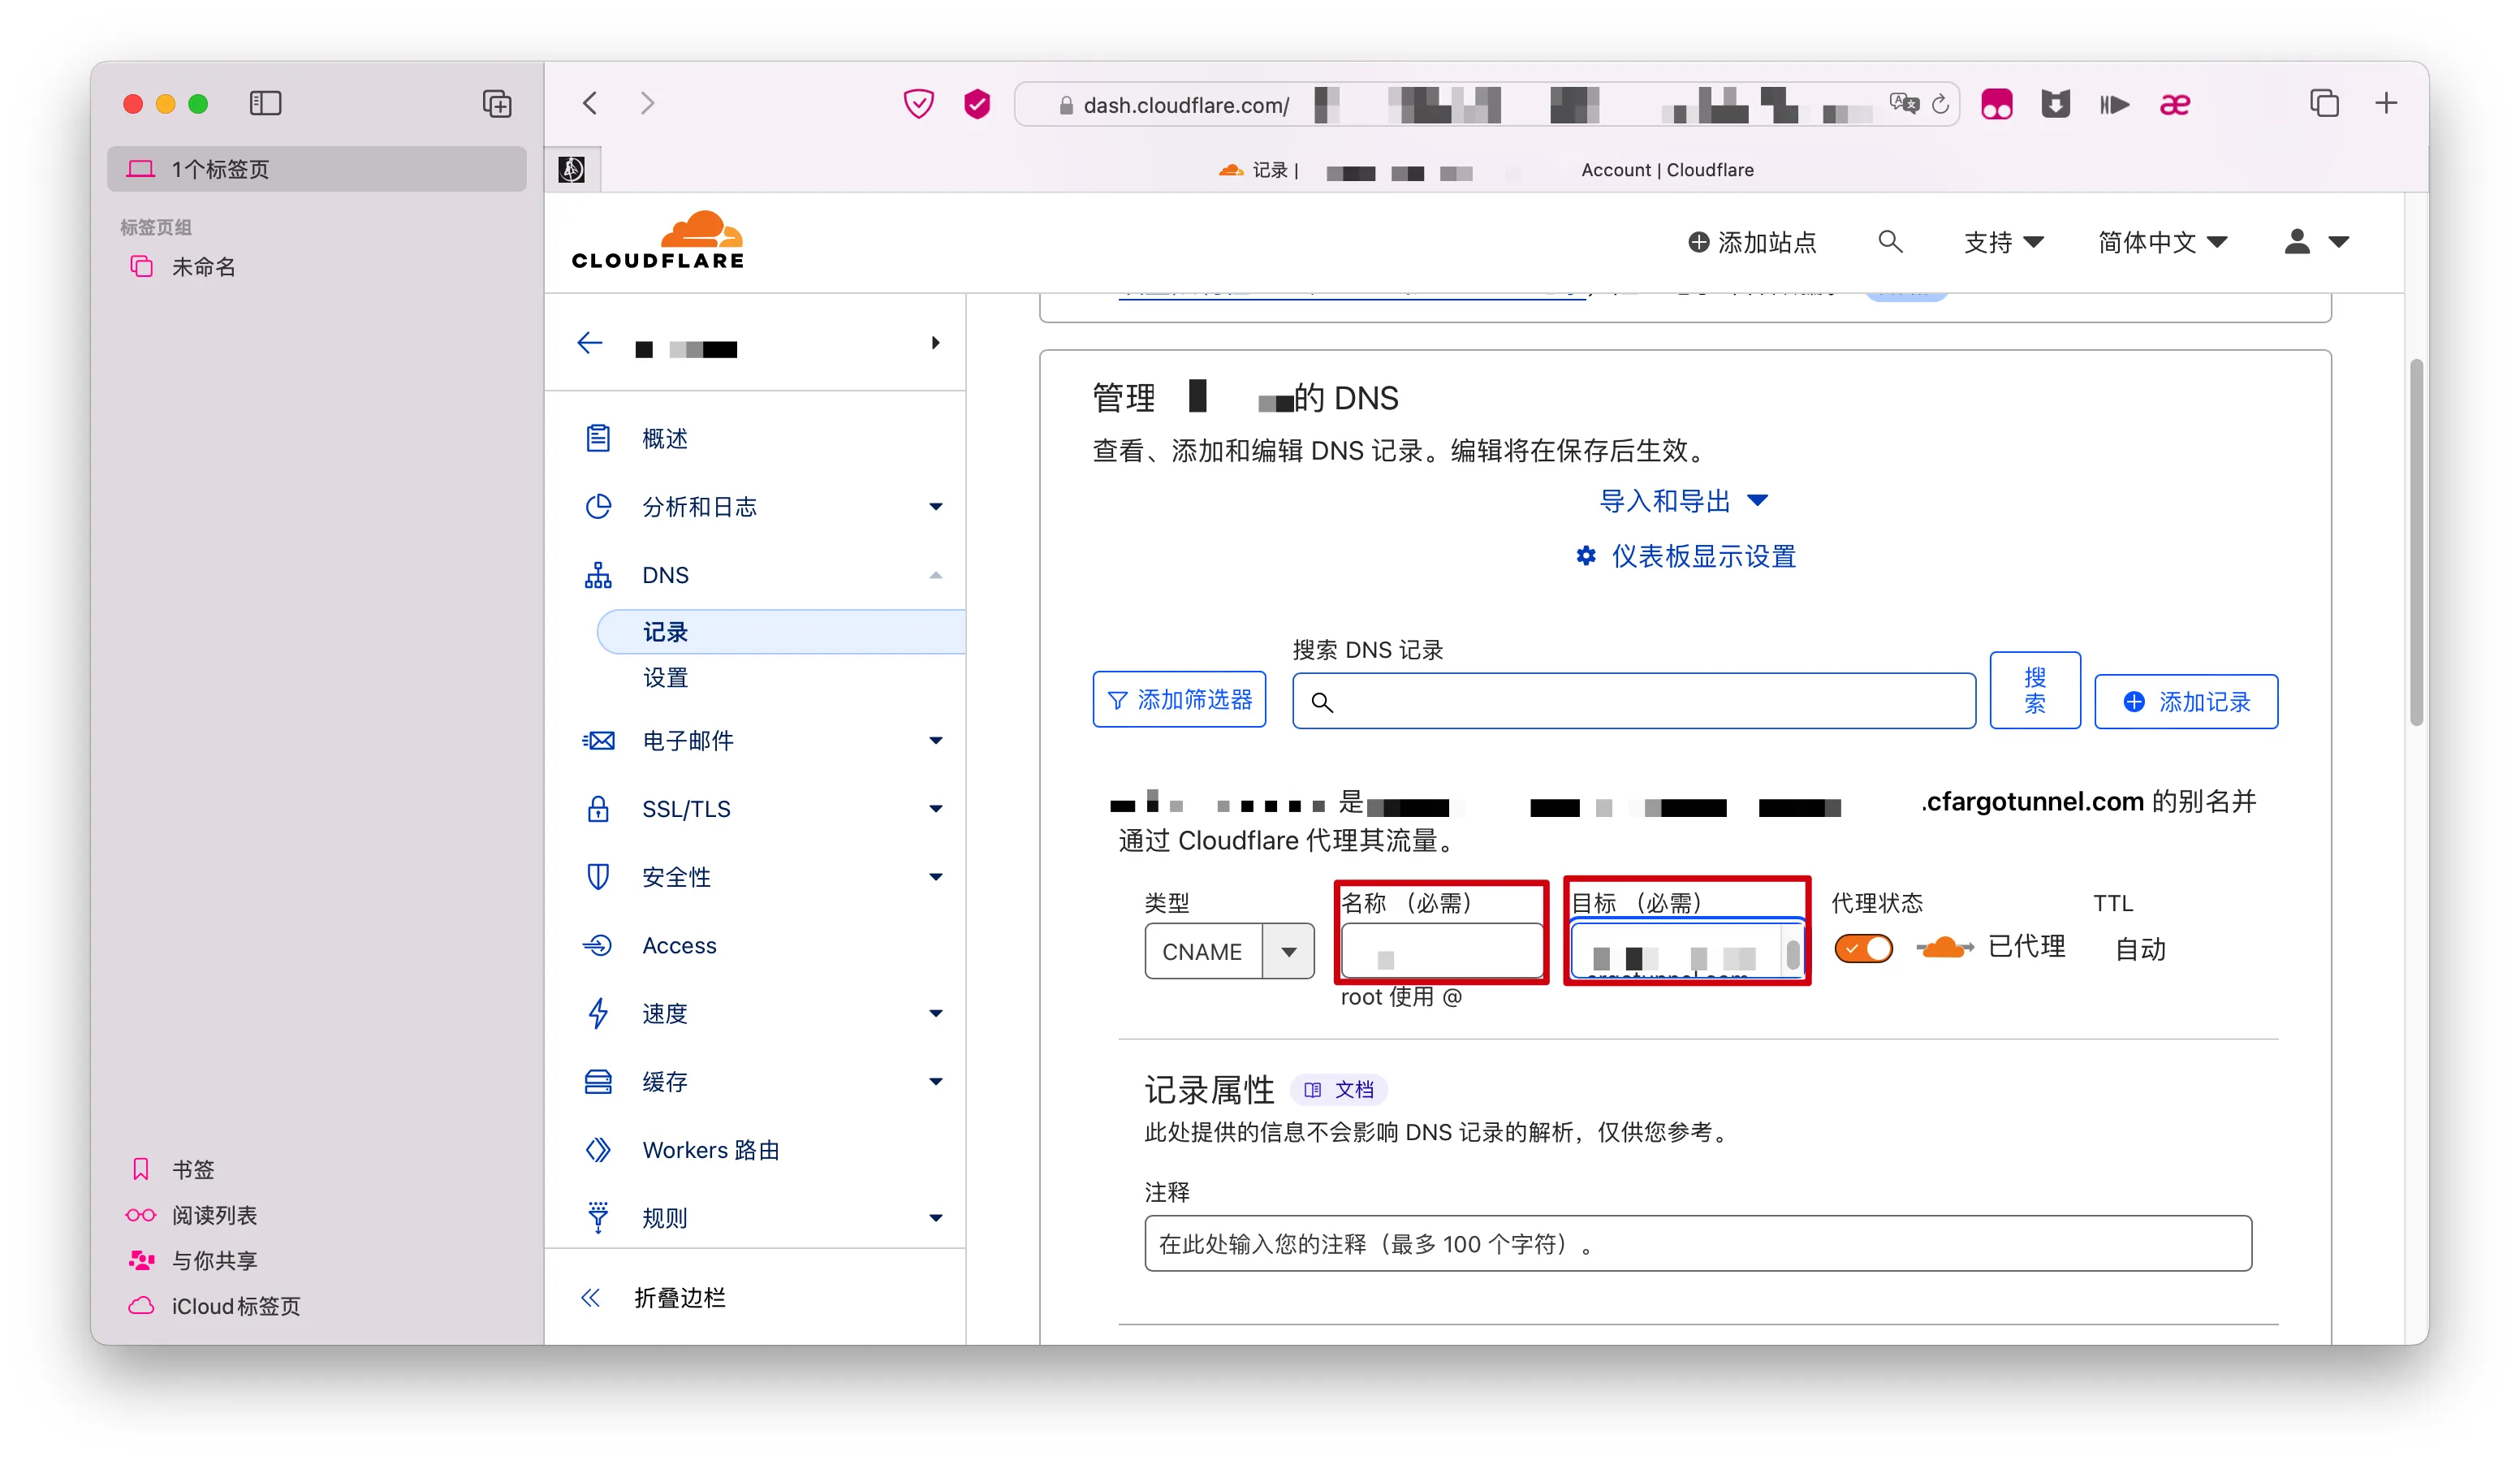 dash.cloudflare.com/
1个标签页
记录 |
Account | Cloudflare
标签页组
未命名
CLOUDFLARE
添加站点
支持
简体中文
管理
的 DNS
查看、添加和编辑 DNS 记录。编辑将在保存后生效。
导入和导出
仪表板显示设置
概述
分析和日志
DNS
记录
设置
电子邮件
SSL/TLS
安全性
Access
速度
缓存
Workers 路由
规则
折叠边栏
搜索 DNS 记录
添加筛选器
搜
索
添加记录
是
.cfargotunnel.com 的别名并
通过 Cloudflare 代理其流量。
类型
名称 （必需）
目标 （必需）
代理状态
TTL
CNAME
已代理
自动
root 使用 @
记录属性
文档
此处提供的信息不会影响 DNS 记录的解析，仅供您参考。
注释
在此处输入您的注释（最多 100 个字符）。
书签
阅读列表
与你共享
iCloud标签页